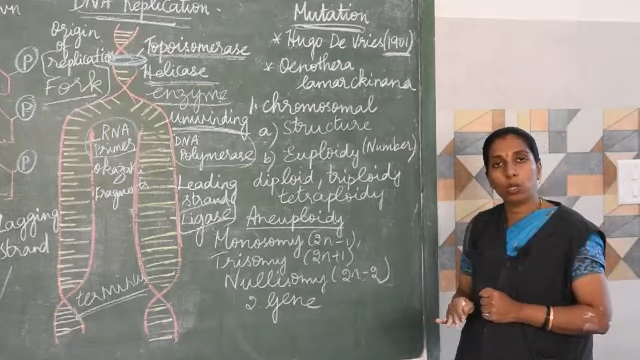 DNA Replication
Origin
of
replication
Fork
Topoisomerase
Helicase
enzyme
unwinding
DNA
Polymerase
RNA
Primer
okazaki
fragments
Leading
strand
Ligase
Lagging
strand
terminus
P
P
P
Mutation
* Hugo De Vries (1901)
* Oenothera
lamarckinana
1. chromosomal
a) Structure
b) Euploidy (Number)
diploid, triploidy
tetraploidy
Aneuploidy
Monosomy (2n-1),
Trisomy (2n+1)
Nullisomy (2n-2)
2 Gene